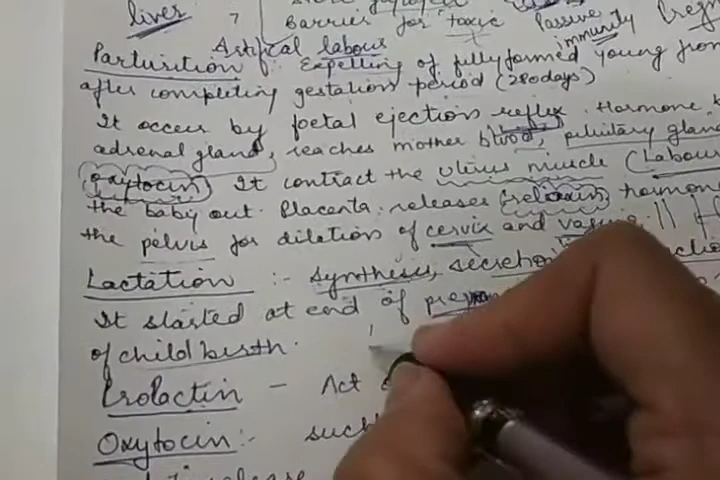 liver
7
Barrier for toxic Passive
immunity
Artifical labour
Parturition : Expelling of fully formed young from
after completing gestation period (280days)
It occer by foetal ejection reflex. Hormone
adrenal gland, reaches mother blood, pituitary gland
(oxytocin) It contract the uterus muscle (Labour
the baby out. Placenta releases (relaxin) hormon
the pelvis for dilation of cervix and vagina.
Lactation :- Synthesis, secretion
It started at end of
of child birth.
Prolactin - Act
Oxytocin :- suck
release